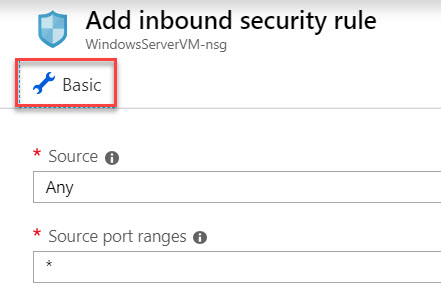 Add inbound security rule
WindowsServerVM-nsg
Basic
* Source
Any
* Source port ranges
*